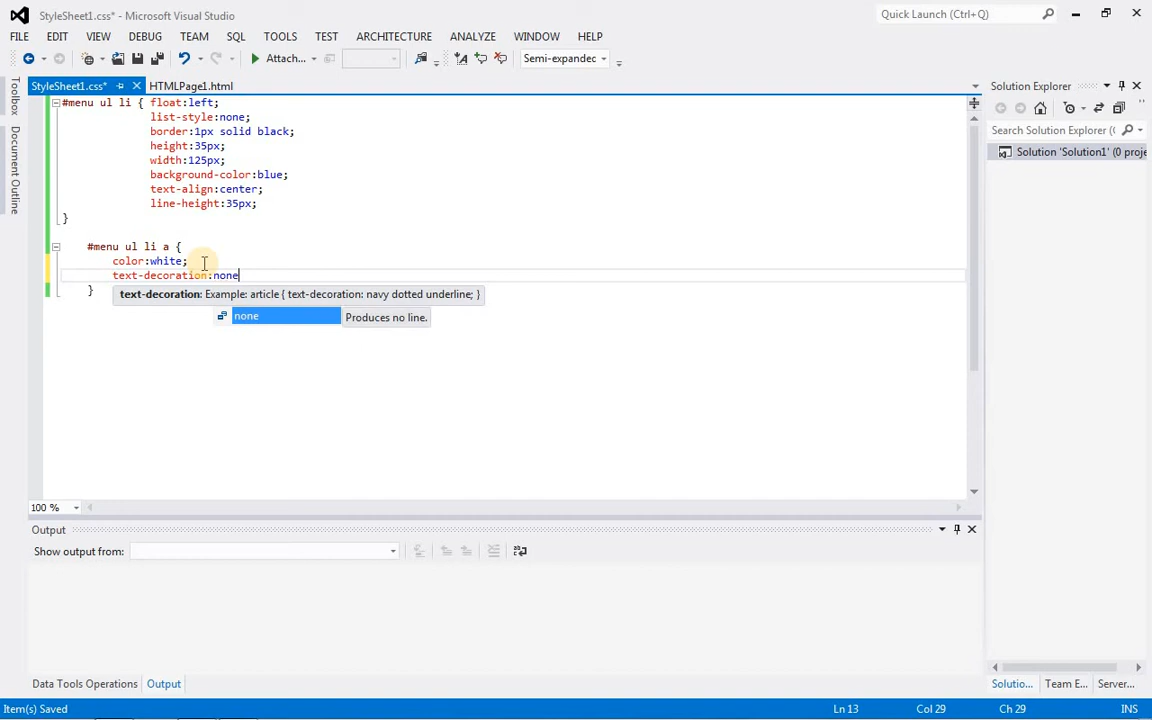 StyleSheet1.css* - Microsoft Visual Studio
Quick Launch (Ctrl+Q)
FILE EDIT VIEW DEBUG TEAM SQL TOOLS TEST ARCHITECTURE ANALYZE WINDOW HELP
Attach...
Semi-expandec
Toolbox
Document Outline
StyleSheet1.css*
HTMLPage1.html
#menu ul li { float:left;
list-style:none;
border:1px solid black;
height:35px;
width:125px;
background-color:blue;
text-align:center;
line-height:35px;
}
#menu ul li a {
color:white;
text-decoration:none
}
text-decoration: Example: article { text-decoration: navy dotted underline; }
none
Produces no line.
100 %
Solution Explorer
Search Solution Explorer (C
Solution 'Solution1' (0 proje
Output
Show output from:
Data Tools Operations
Output
Solutio...
Team E...
Server...
Item(s) Saved
Ln 13
Col 29
Ch 29
INS